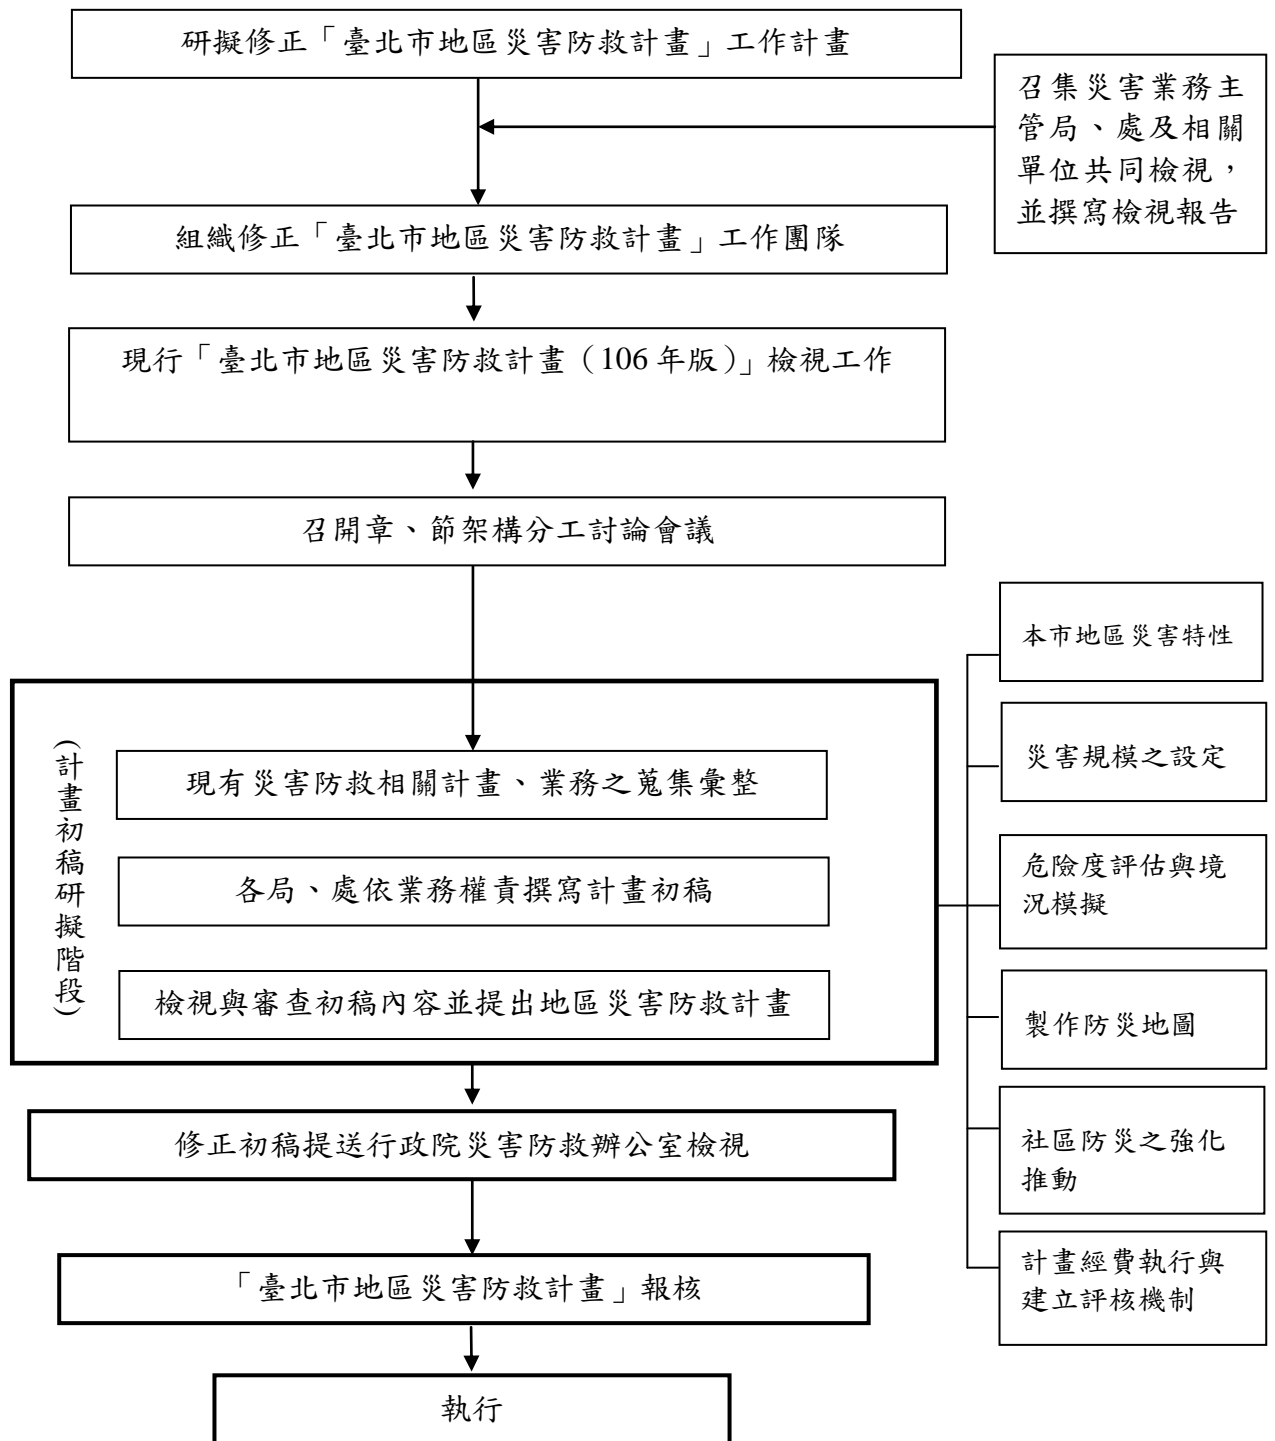 研擬修正「臺北市地區災害防救計畫」工作計畫
召集災害業務主
管局、處及相關
單位共同檢視，
並撰寫檢視報告
組織修正「臺北市地區災害防救計畫」工作團隊
現行「臺北市地區災害防救計畫（106 年版）」檢視工作
召開章、節架構分工討論會議
(計畫初稿研擬階段)
現有災害防救相關計畫、業務之蒐集彙整
各局、處依業務權責撰寫計畫初稿
檢視與審查初稿內容並提出地區災害防救計畫
本市地區災害特性
災害規模之設定
危險度評估與境
況模擬
製作防災地圖
社區防災之強化
推動
計畫經費執行與
建立評核機制
修正初稿提送行政院災害防救辦公室檢視
「臺北市地區災害防救計畫」報核
執行